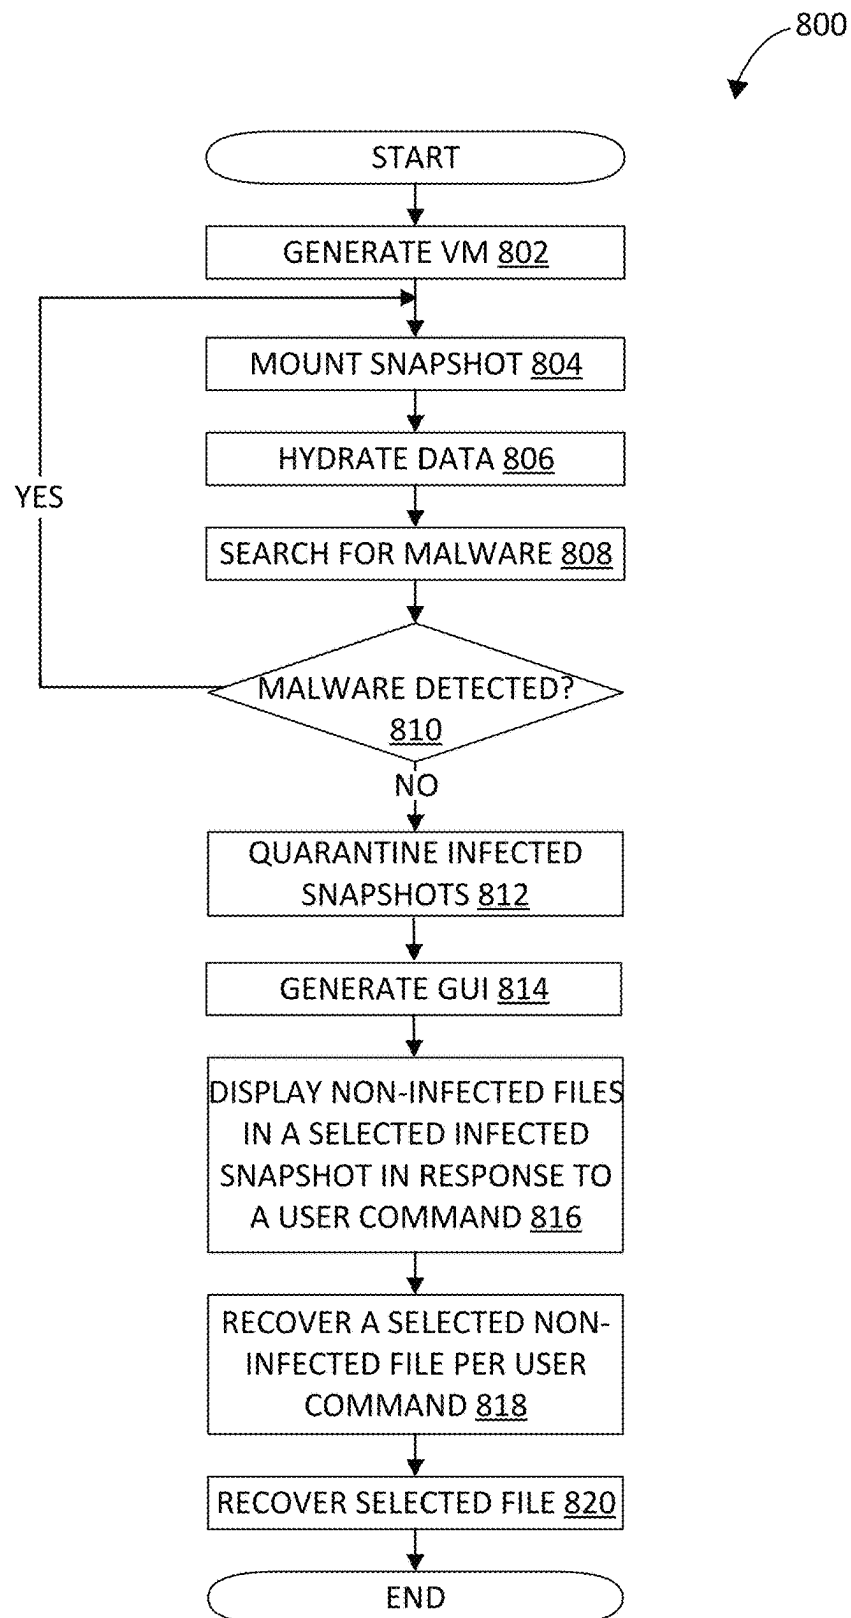 800
START
GENERATE VM 802
MOUNT SNAPSHOT 804
HYDRATE DATA 806
YES
SEARCH FOR MALWARE 808
MALWARE DETECTED?
810
NO
QUARANTINE INFECTED
SNAPSHOTS 812
GENERATE GUI 814
DISPLAY NON-INFECTED FILES
IN A SELECTED INFECTED
SNAPSHOT IN RESPONSE TO
A USER COMMAND 816
RECOVER A SELECTED NON-
INFECTED FILE PER USER
COMMAND 818
RECOVER SELECTED FILE 820
END